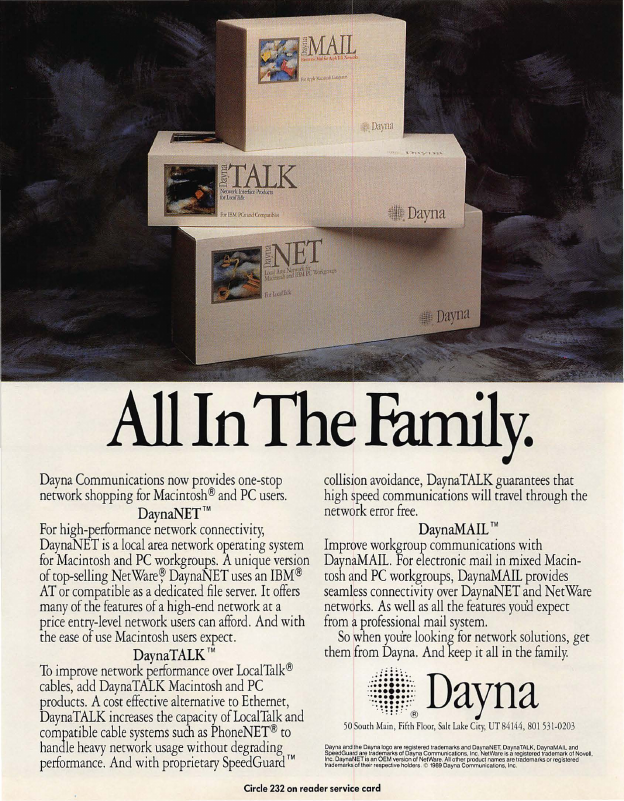 Dayna
MAIL
For Apple Macintosh Computers
Dayna
Dayna
Dayna
TALK
Network Interface Products
for LocalTalk
For IBM PCs and Compatibles
Dayna
Dayna
NET
Local Area Network for
Macintosh and IBM PC Workgroups
For LocalTalk
Dayna
All In The Family.
Dayna Communications now provides one-stop
network shopping for Macintosh® and PC users.
DaynaNET™
For high-performance network connectivity,
DaynaNET is a local area network operating system
for Macintosh and PC workgroups. A unique version
of top-selling NetWare®, DaynaNET uses an IBM®
AT or compatible as a dedicated file server. It offers
many of the features of a high-end network at a
price entry-level network users can afford. And with
the ease of use Macintosh users expect.
DaynaTALK™
To improve network performance over LocalTalk®
cables, add DaynaTALK Macintosh and PC
products. A cost effective alternative to Ethernet,
DaynaTALK increases the capacity of LocalTalk and
compatible cable systems such as PhoneNET® to
handle heavy network usage without degrading
performance. And with proprietary SpeedGuard™
collision avoidance, DaynaTALK guarantees that
high speed communications will travel through the
network error free.
DaynaMAIL™
Improve workgroup communications with
DaynaMAIL. For electronic mail in mixed Macin-
tosh and PC workgroups, DaynaMAIL provides
seamless connectivity over DaynaNET and NetWare
networks. As well as all the features you'd expect
from a professional mail system.
So when you're looking for network solutions, get
them from Dayna. And keep it all in the family.
® Dayna
50 South Main, Fifth Floor, Salt Lake City, UT 84144, 801 531-0203
Dayna and the Dayna logo are registered trademarks and DaynaNET, DaynaTALK, DaynaMAIL and
SpeedGuard are trademarks of Dayna Communications, Inc. NetWare is a registered trademark of Novell,
Inc. DaynaNET is an OEM version of NetWare. All other product names are trademarks or registered
trademarks of their respective holders. © 1989 Dayna Communications, Inc.
Circle 232 on reader service card